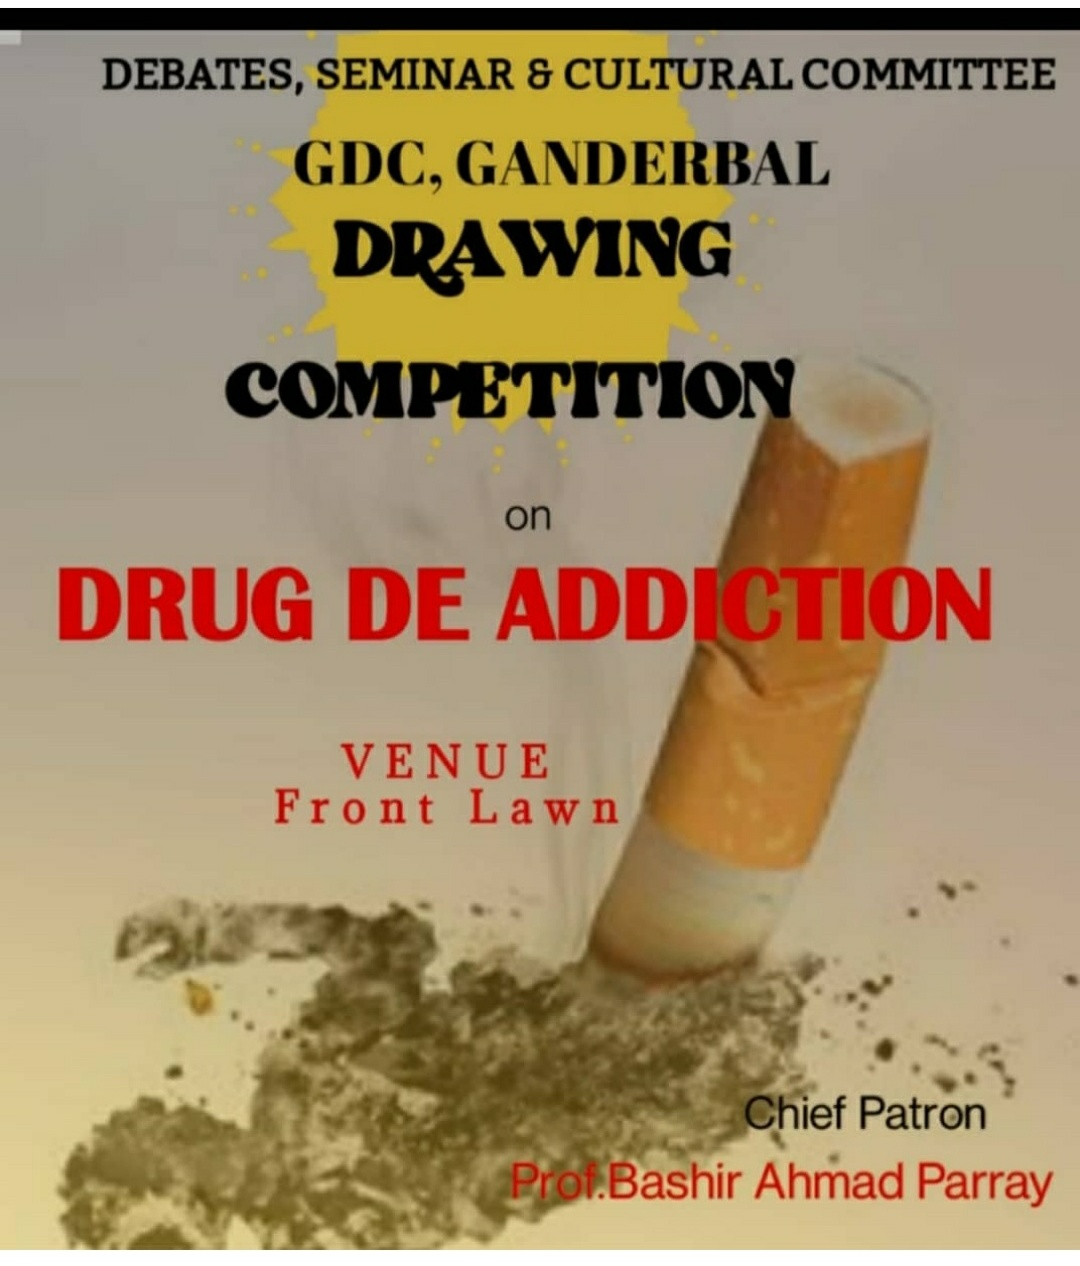 DEBATES, SEMINAR & CULTURAL COMMITTEE
GDC, GANDERBAL
DRAWING
COMPETITION
on
DRUG DE ADDICTION
VENUE
Front Lawn
Chief Patron
Prof.Bashir Ahmad Parray